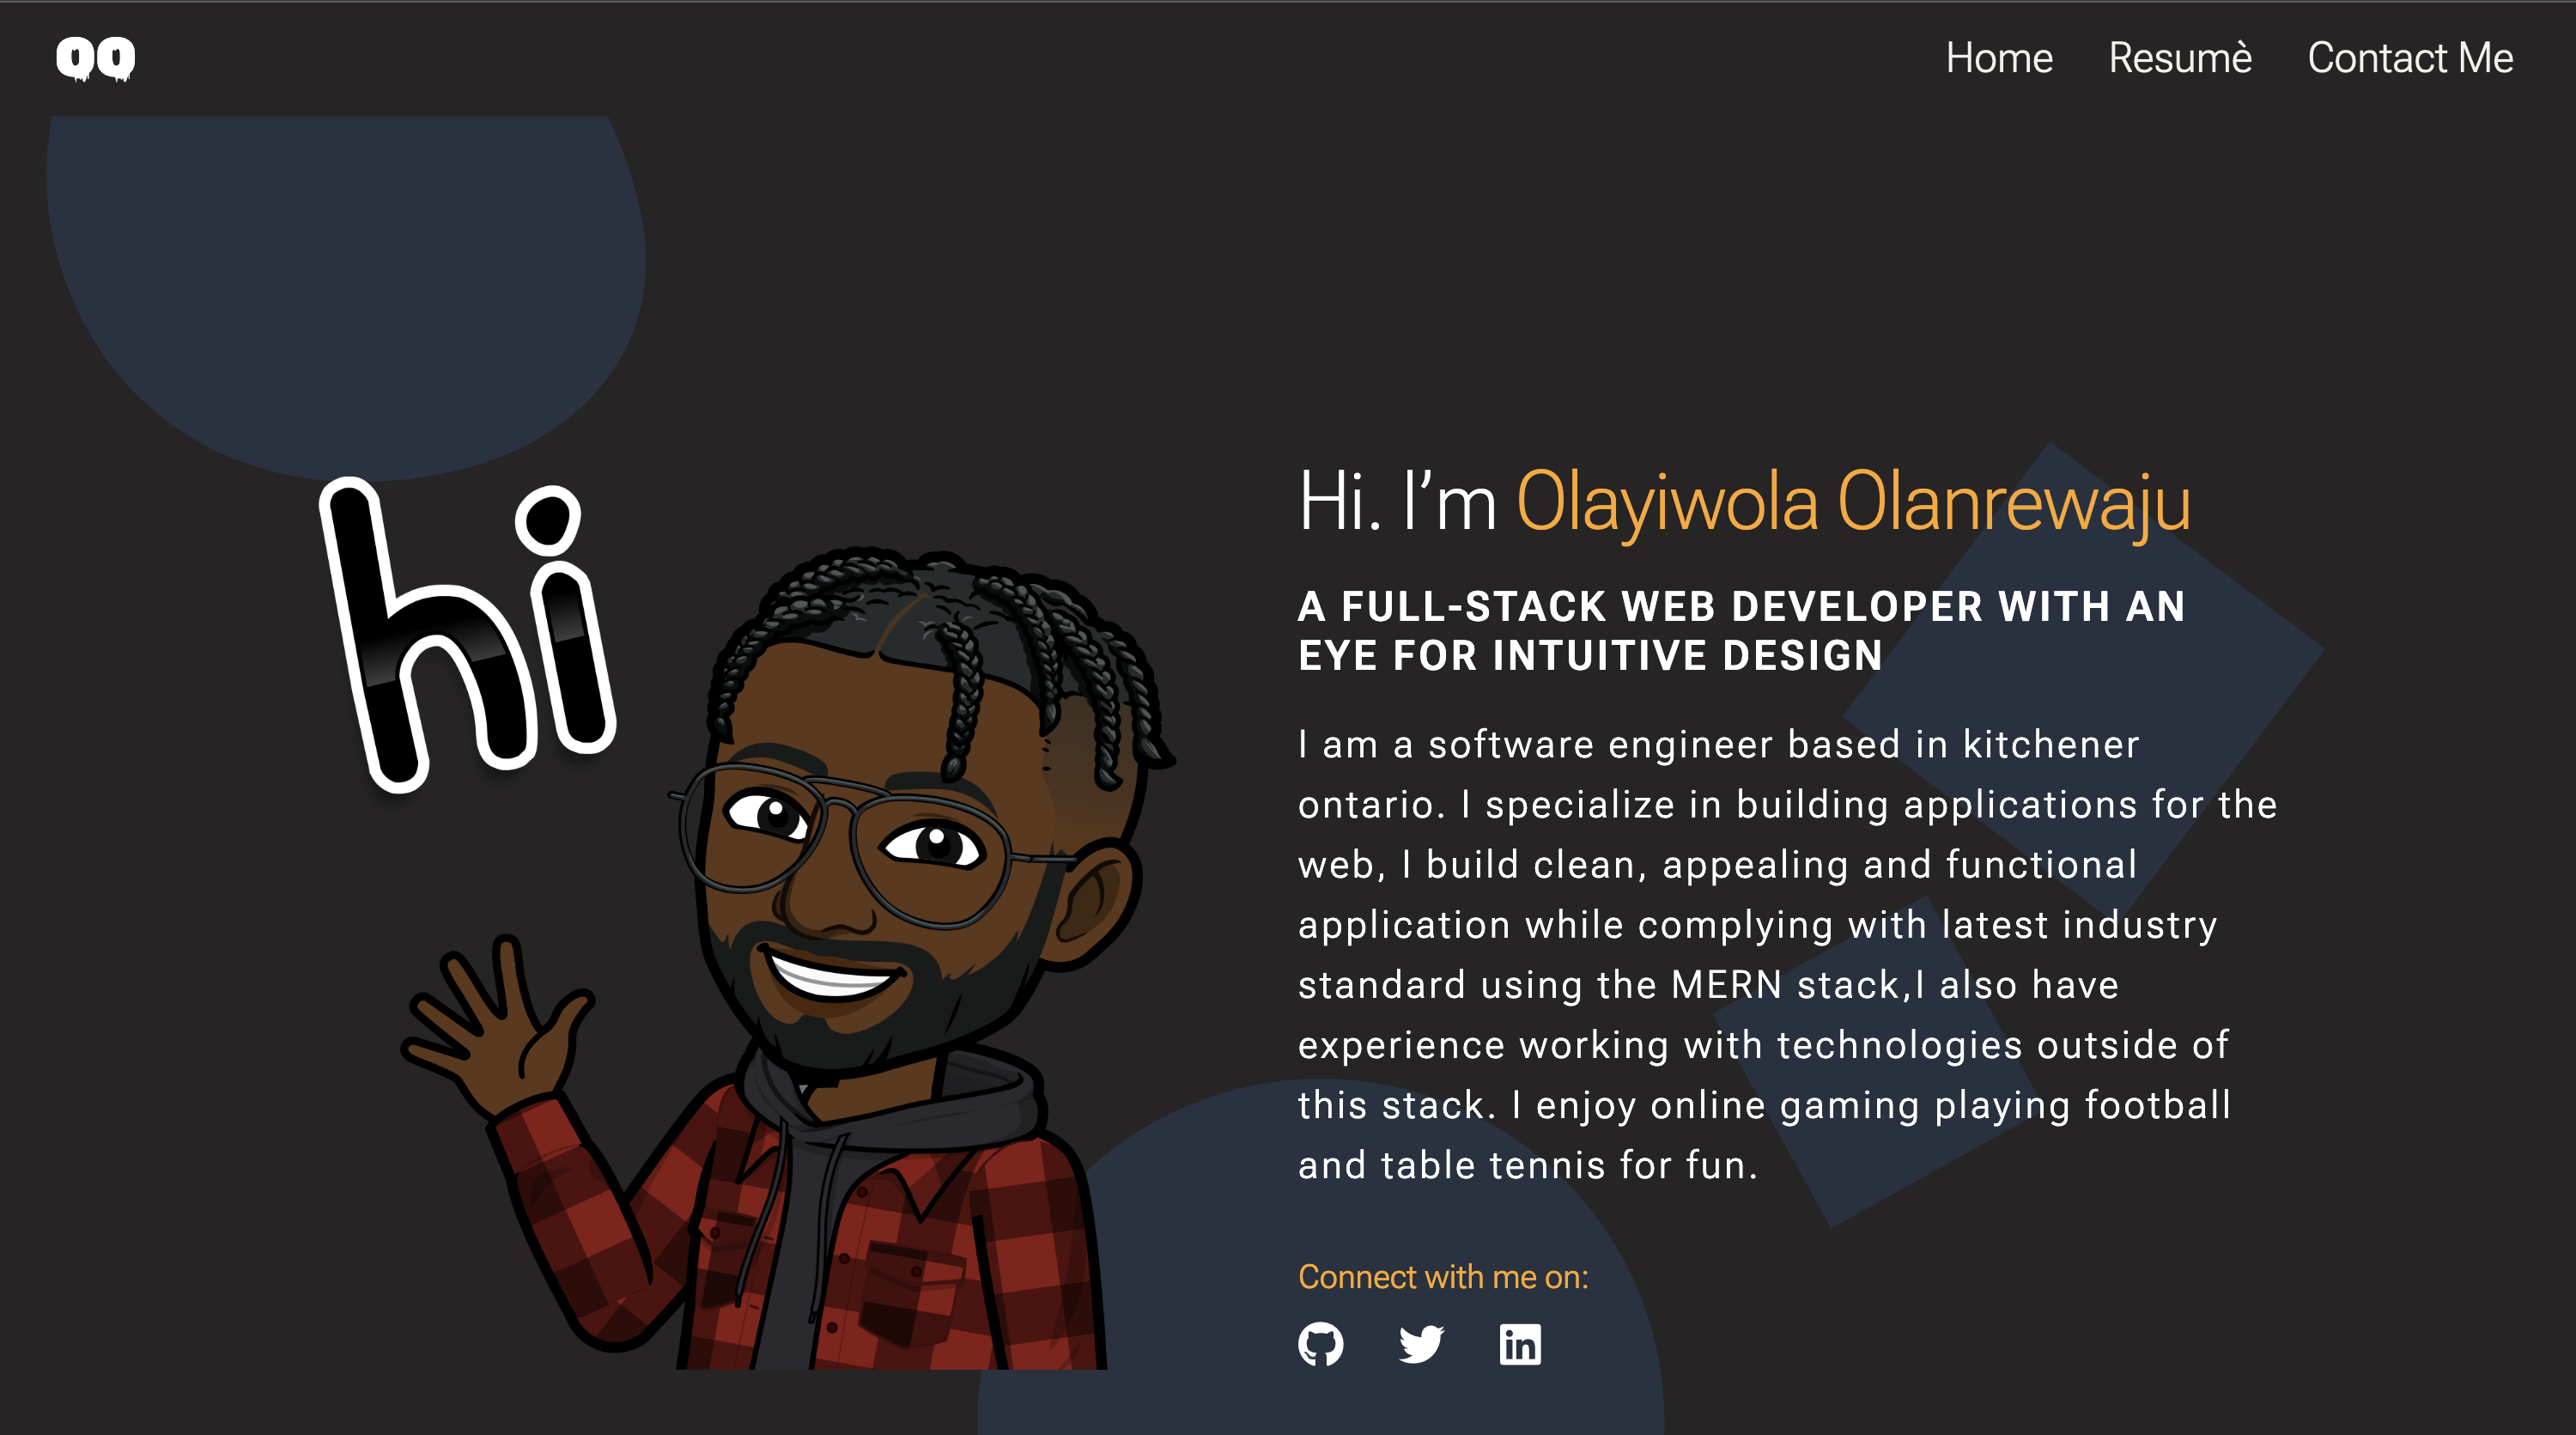 QQ
Home
Resumè
Contact Me
hi
Hi. I’m Olayiwola Olanrewaju
A FULL-STACK WEB DEVELOPER WITH AN
EYE FOR INTUITIVE DESIGN
I am a software engineer based in kitchener
ontario. I specialize in building applications for the
web, I build clean, appealing and functional
application while complying with latest industry
standard using the MERN stack,I also have
experience working with technologies outside of
this stack. I enjoy online gaming playing football
and table tennis for fun.
Connect with me on:
in